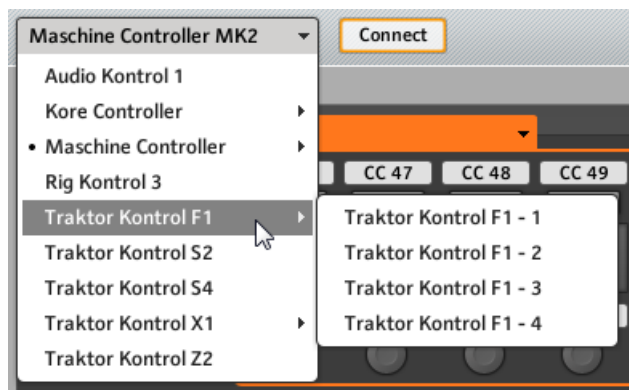 Maschine Controller MK2
Connect
Audio Kontrol 1
Kore Controller
• Maschine Controller
Rig Kontrol 3
Traktor Kontrol F1
Traktor Kontrol S2
Traktor Kontrol S4
Traktor Kontrol X1
Traktor Kontrol Z2
CC 47 CC 48 CC 49
Traktor Kontrol F1 - 1
Traktor Kontrol F1 - 2
Traktor Kontrol F1 - 3
Traktor Kontrol F1 - 4